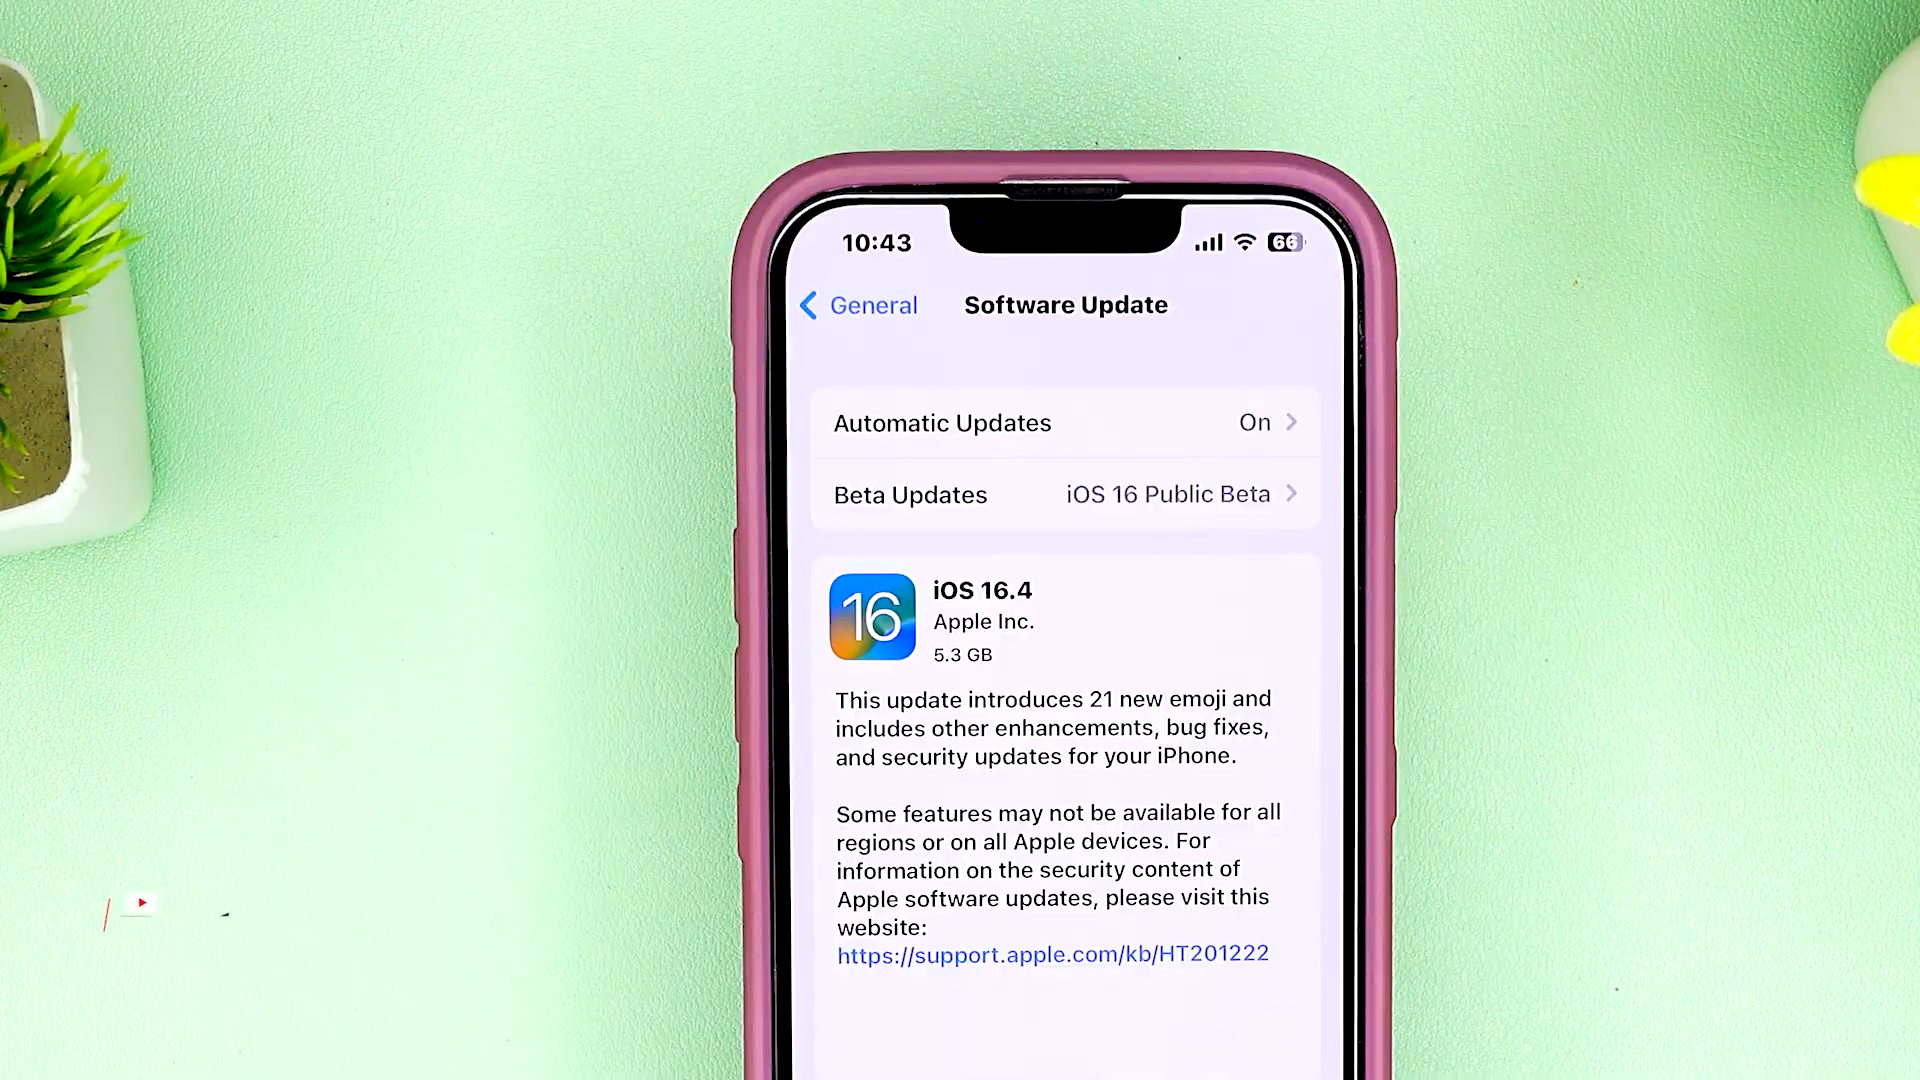 10:43
66
General
Software Update
Automatic Updates
On
Beta Updates
iOS 16 Public Beta
16
iOS 16.4
Apple Inc.
5.3 GB
This update introduces 21 new emoji and
includes other enhancements, bug fixes,
and security updates for your iPhone.
Some features may not be available for all
regions or on all Apple devices. For
information on the security content of
Apple software updates, please visit this
website:
https://support.apple.com/kb/HT201222